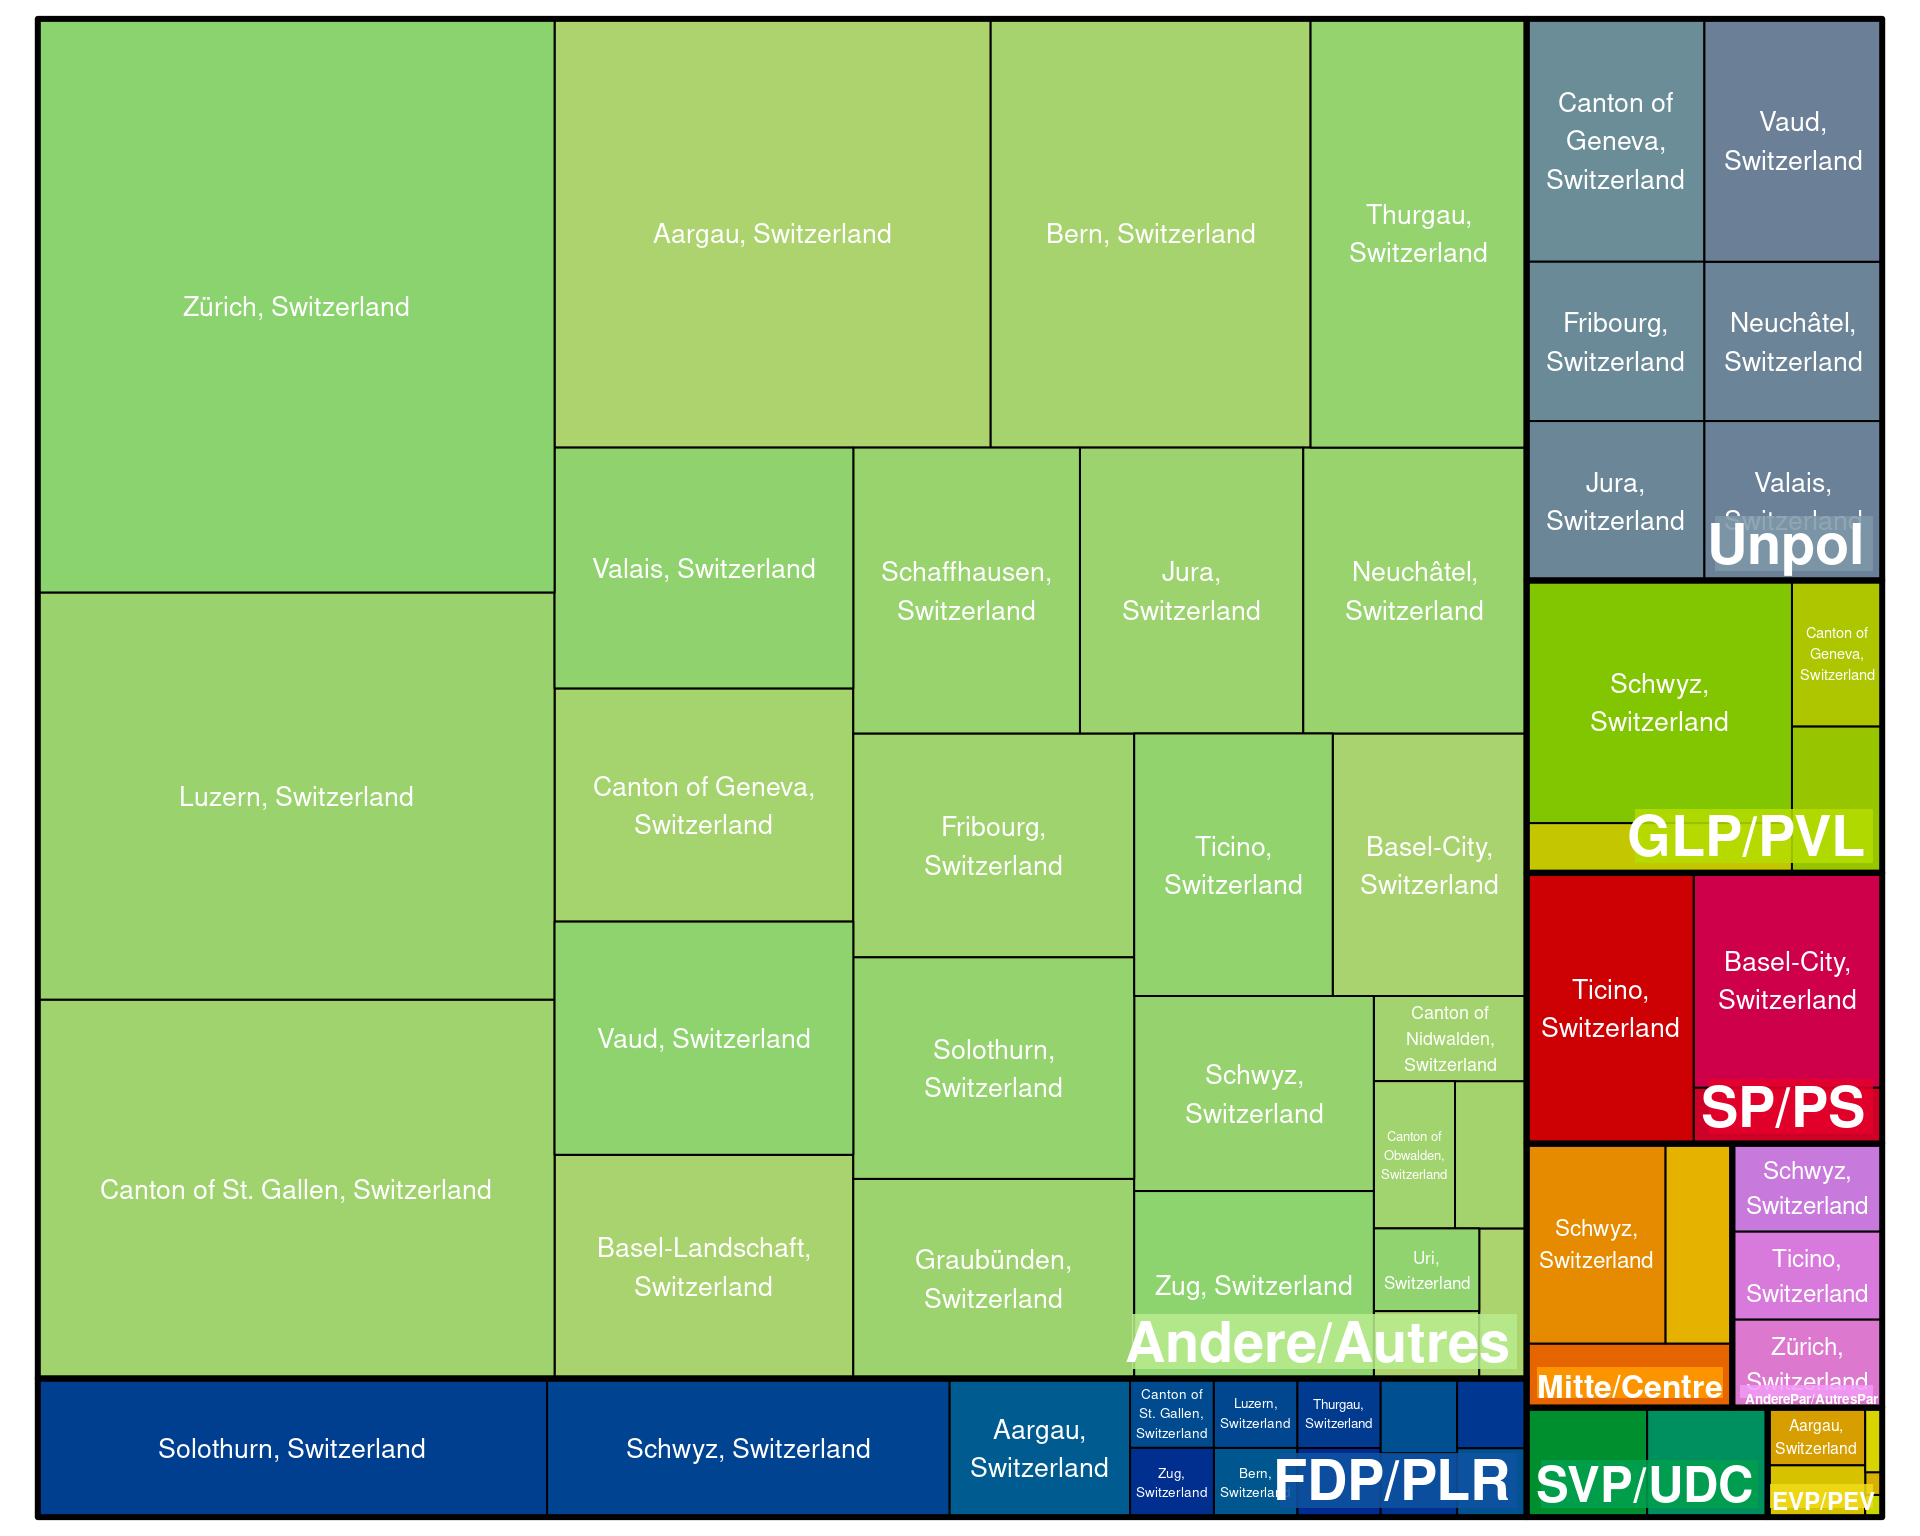 Zürich, Switzerland
Luzern, Switzerland
Canton of St. Gallen, Switzerland
Aargau, Switzerland
Bern, Switzerland
Thurgau,
Switzerland
Valais, Switzerland
Schaffhausen,
Switzerland
Jura,
Switzerland
Neuchâtel,
Switzerland
Canton of Geneva,
Switzerland
Vaud, Switzerland
Basel-Landschaft,
Switzerland
Fribourg,
Switzerland
Solothurn,
Switzerland
Graubünden,
Switzerland
Ticino,
Switzerland
Basel-City,
Switzerland
Schwyz,
Switzerland
Zug, Switzerland
Canton of
Nidwalden,
Switzerland
Canton of
Obwalden,
Switzerland
Uri,
Switzerland
Andere/Autres
Solothurn, Switzerland
Schwyz, Switzerland
Aargau,
Switzerland
Canton of
St. Gallen,
Switzerland
Luzern,
Switzerland
Thurgau,
Switzerland
Zug,
Switzerland
Bern,
Switzerland
FDP/PLR
Canton of
Geneva,
Switzerland
Vaud,
Switzerland
Fribourg,
Switzerland
Neuchâtel,
Switzerland
Jura,
Switzerland
Valais,
Switzerland
Unpol
Schwyz,
Switzerland
Canton of
Geneva,
Switzerland
GLP/PVL
Ticino,
Switzerland
Basel-City,
Switzerland
SP/PS
Schwyz,
Switzerland
Mitte/Centre
Schwyz,
Switzerland
Ticino,
Switzerland
Zürich,
Switzerland
AnderePar/AutresPar
SVP/UDC
Aargau,
Switzerland
EVP/PEV